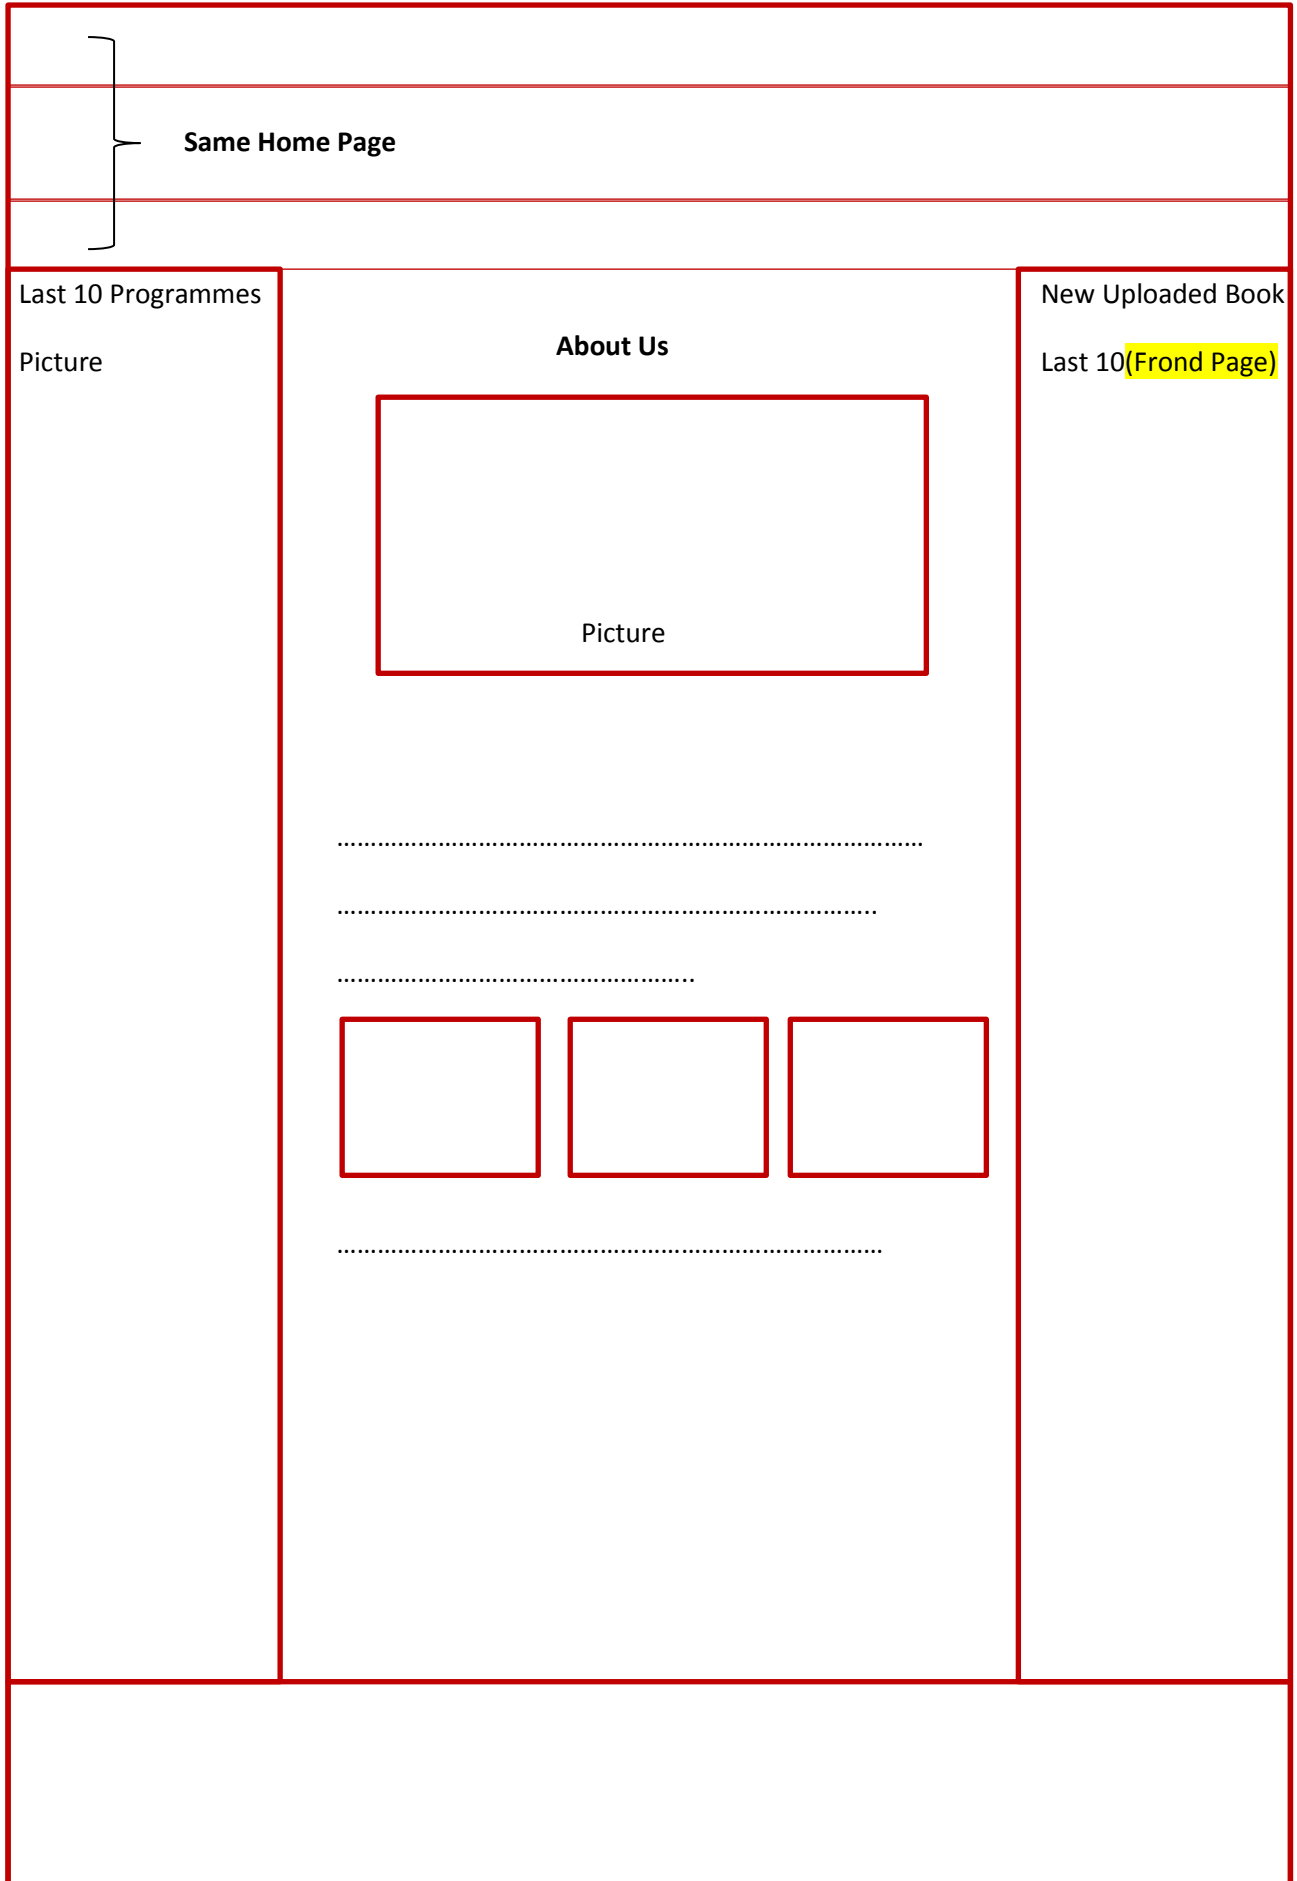 Same Home Page
Last 10 Programmes
Picture
About Us
Picture
……………………………………………………………………………
……………………………………………………………………..
……………………………………………..
………………………………………………………………………
New Uploaded Book
Last 10(Frond Page)